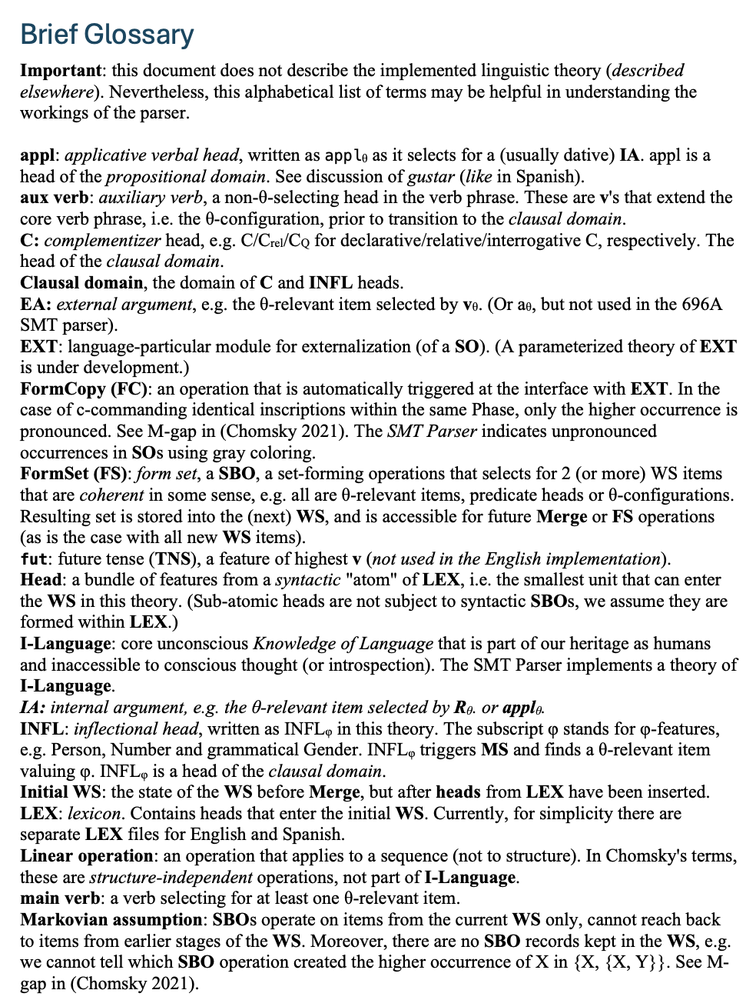 Brief Glossary
Important: this document does not describe the implemented linguistic theory (described
elsewhere). Nevertheless, this alphabetical list of terms may be helpful in understanding the
workings of the parser.
appl: applicative verbal head, written as applθ as it selects for a (usually dative) IA. appl is a
head of the propositional domain. See discussion of gustar (like in Spanish).
aux verb: auxiliary verb, a non-θ-selecting head in the verb phrase. These are v's that extend the
core verb phrase, i.e. the θ-configuration, prior to transition to the clausal domain.
C: complementizer head, e.g. C/Crel/CQ for declarative/relative/interrogative C, respectively. The
head of the clausal domain.
Clausal domain, the domain of C and INFL heads.
EA: external argument, e.g. the θ-relevant item selected by vθ. (Or aθ, but not used in the 696A
SMT parser).
EXT: language-particular module for externalization (of a SO). (A parameterized theory of EXT
is under development.)
FormCopy (FC): an operation that is automatically triggered at the interface with EXT. In the
case of c-commanding identical inscriptions within the same Phase, only the higher occurrence is
pronounced. See M-gap in (Chomsky 2021). The SMT Parser indicates unpronounced
occurrences in SOs using gray coloring.
FormSet (FS): form set, a SBO, a set-forming operations that selects for 2 (or more) WS items
that are coherent in some sense, e.g. all are θ-relevant items, predicate heads or θ-configurations.
Resulting set is stored into the (next) WS, and is accessible for future Merge or FS operations
(as is the case with all new WS items).
fut: future tense (TNS), a feature of highest v (not used in the English implementation).
Head: a bundle of features from a syntactic "atom" of LEX, i.e. the smallest unit that can enter
the WS in this theory. (Sub-atomic heads are not subject to syntactic SBOs, we assume they are
formed within LEX.)
I-Language: core unconscious Knowledge of Language that is part of our heritage as humans
and inaccessible to conscious thought (or introspection). The SMT Parser implements a theory of
I-Language.
IA: internal argument, e.g. the θ-relevant item selected by Rθ. or applθ.
INFL: inflectional head, written as INFLφ in this theory. The subscript φ stands for φ-features,
e.g. Person, Number and grammatical Gender. INFLφ triggers MS and finds a θ-relevant item
valuing φ. INFLφ is a head of the clausal domain.
Initial WS: the state of the WS before Merge, but after heads from LEX have been inserted.
LEX: lexicon. Contains heads that enter the initial WS. Currently, for simplicity there are
separate LEX files for English and Spanish.
Linear operation: an operation that applies to a sequence (not to structure). In Chomsky's terms,
these are structure-independent operations, not part of I-Language.
main verb: a verb selecting for at least one θ-relevant item.
Markovian assumption: SBOs operate on items from the current WS only, cannot reach back
to items from earlier stages of the WS. Moreover, there are no SBO records kept in the WS, e.g.
we cannot tell which SBO operation created the higher occurrence of X in {X, {X, Y}}. See M-
gap in (Chomsky 2021).